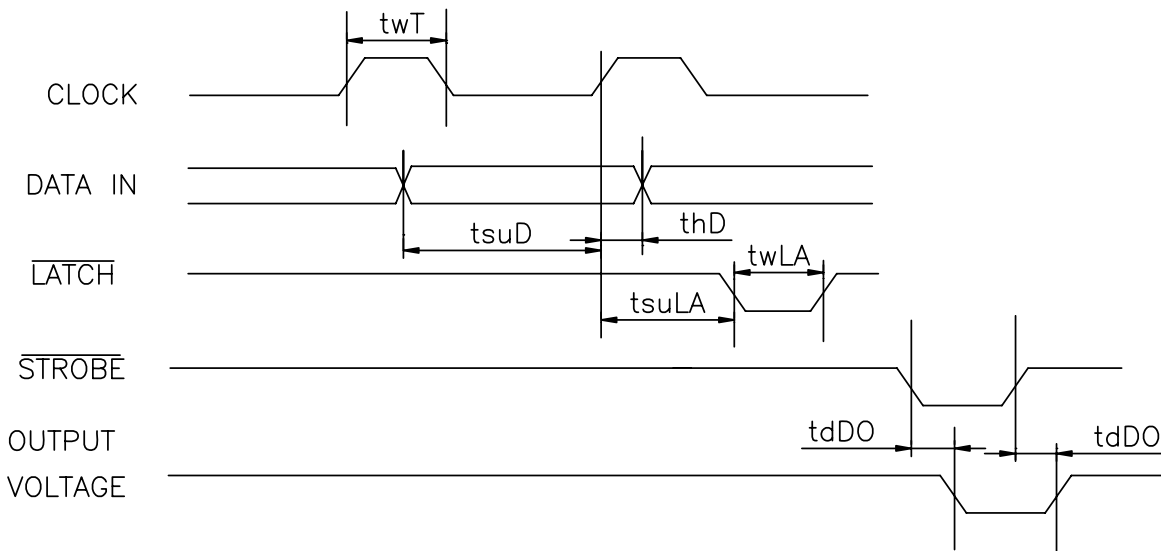 twT
CLOCK
DATA IN
tsuD
thD
LATCH
twLA
tsuLA
STROBE
OUTPUT
VOLTAGE
tdDO
tdDO